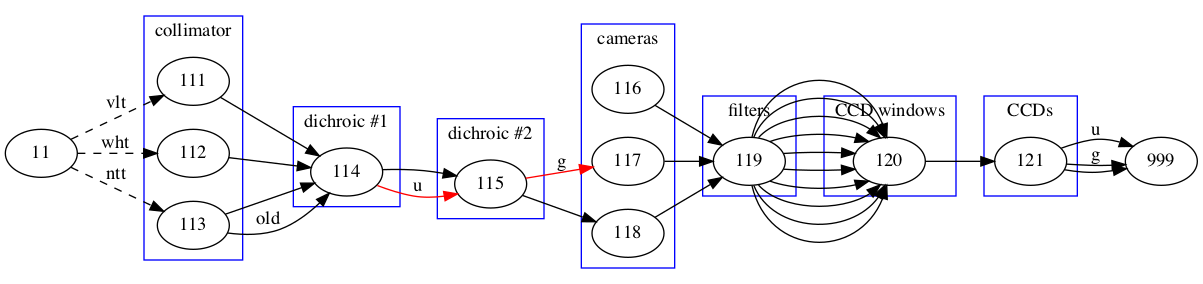 collimator
111
vlt
11
wht
112
ntt
113
old
dichroic #1
114
u
dichroic #2
115
g
cameras
116
117
118
filters
119
CCD windows
120
CCDs
121
u
g
999